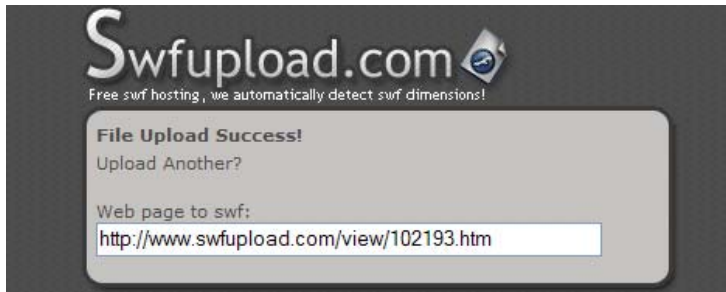 Swfupload.com
Free swf hosting, we automatically detect swf dimensions!
File Upload Success!
Upload Another?
Web page to swf:
http://www.swfupload.com/view/102193.htm